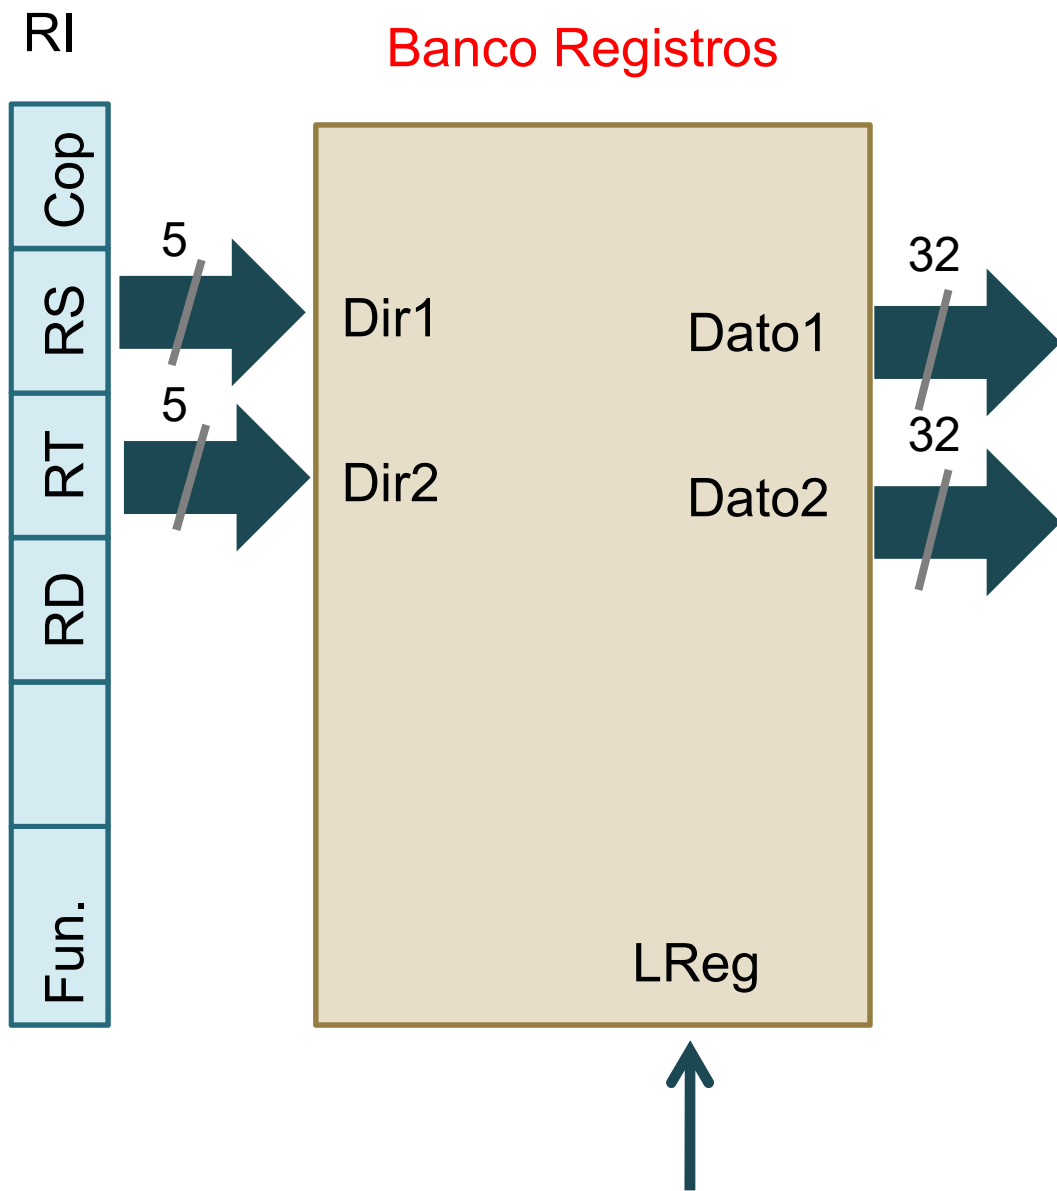 RI
Banco Registros
Cop
RS
RT
RD
Fun.
5
5
Dir1
Dir2
Dato1
Dato2
32
32
LReg